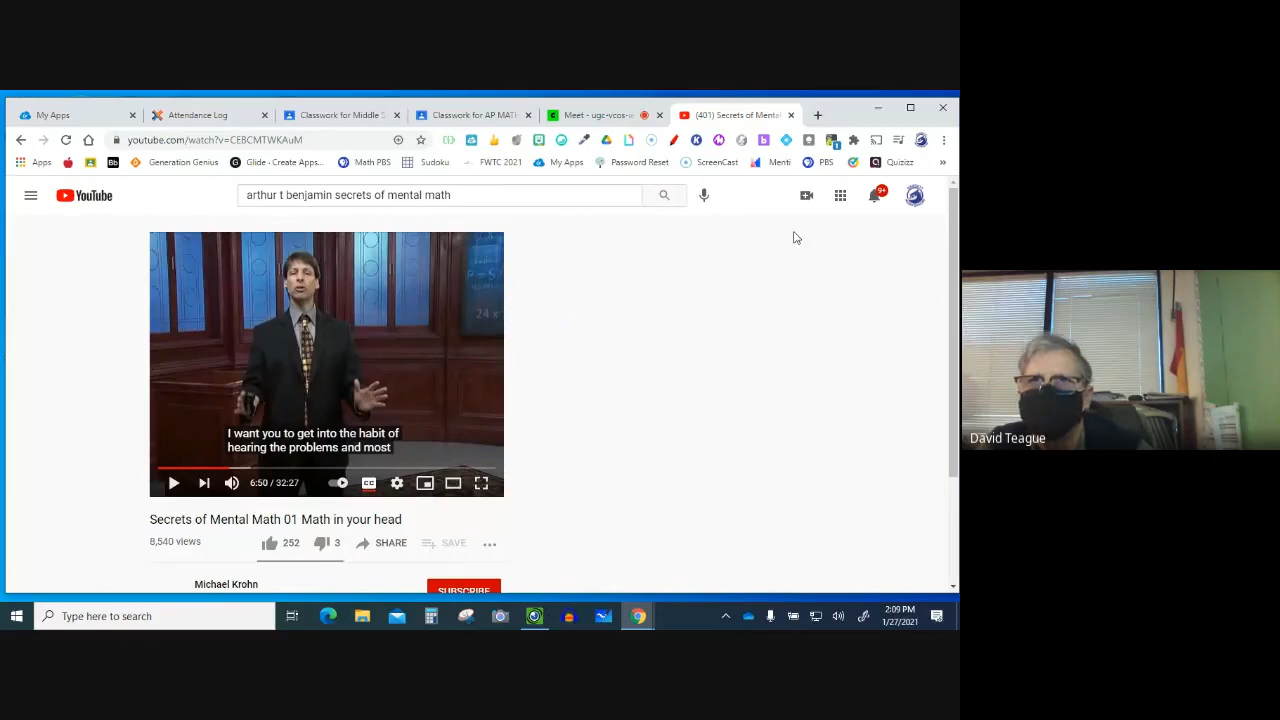 My Apps
Attendance Log
Classwork for Middle S
Classwork for AP MATH
Meet - ugc-vcos-
(401) Secrets of Mental
youtube.com/watch?v=CEBCMTWKAuM
Apps
Bb
Generation Genius
Glide · Create Apps...
Math PBS
Sudoku
FWTC 2021
My Apps
Password Reset
ScreenCast
Menti
PBS
Quizizz
»
YouTube
arthur t benjamin secrets of mental math
9+
24 x
I want you to get into the habit of
hearing the problems and most
6:50 / 32:27
CC
Secrets of Mental Math 01 Math in your head
8,540 views
252
3
SHARE
SAVE
Michael Krohn
SUBSCRIBE
Type here to search
2:09 PM
1/27/2021
David Teague